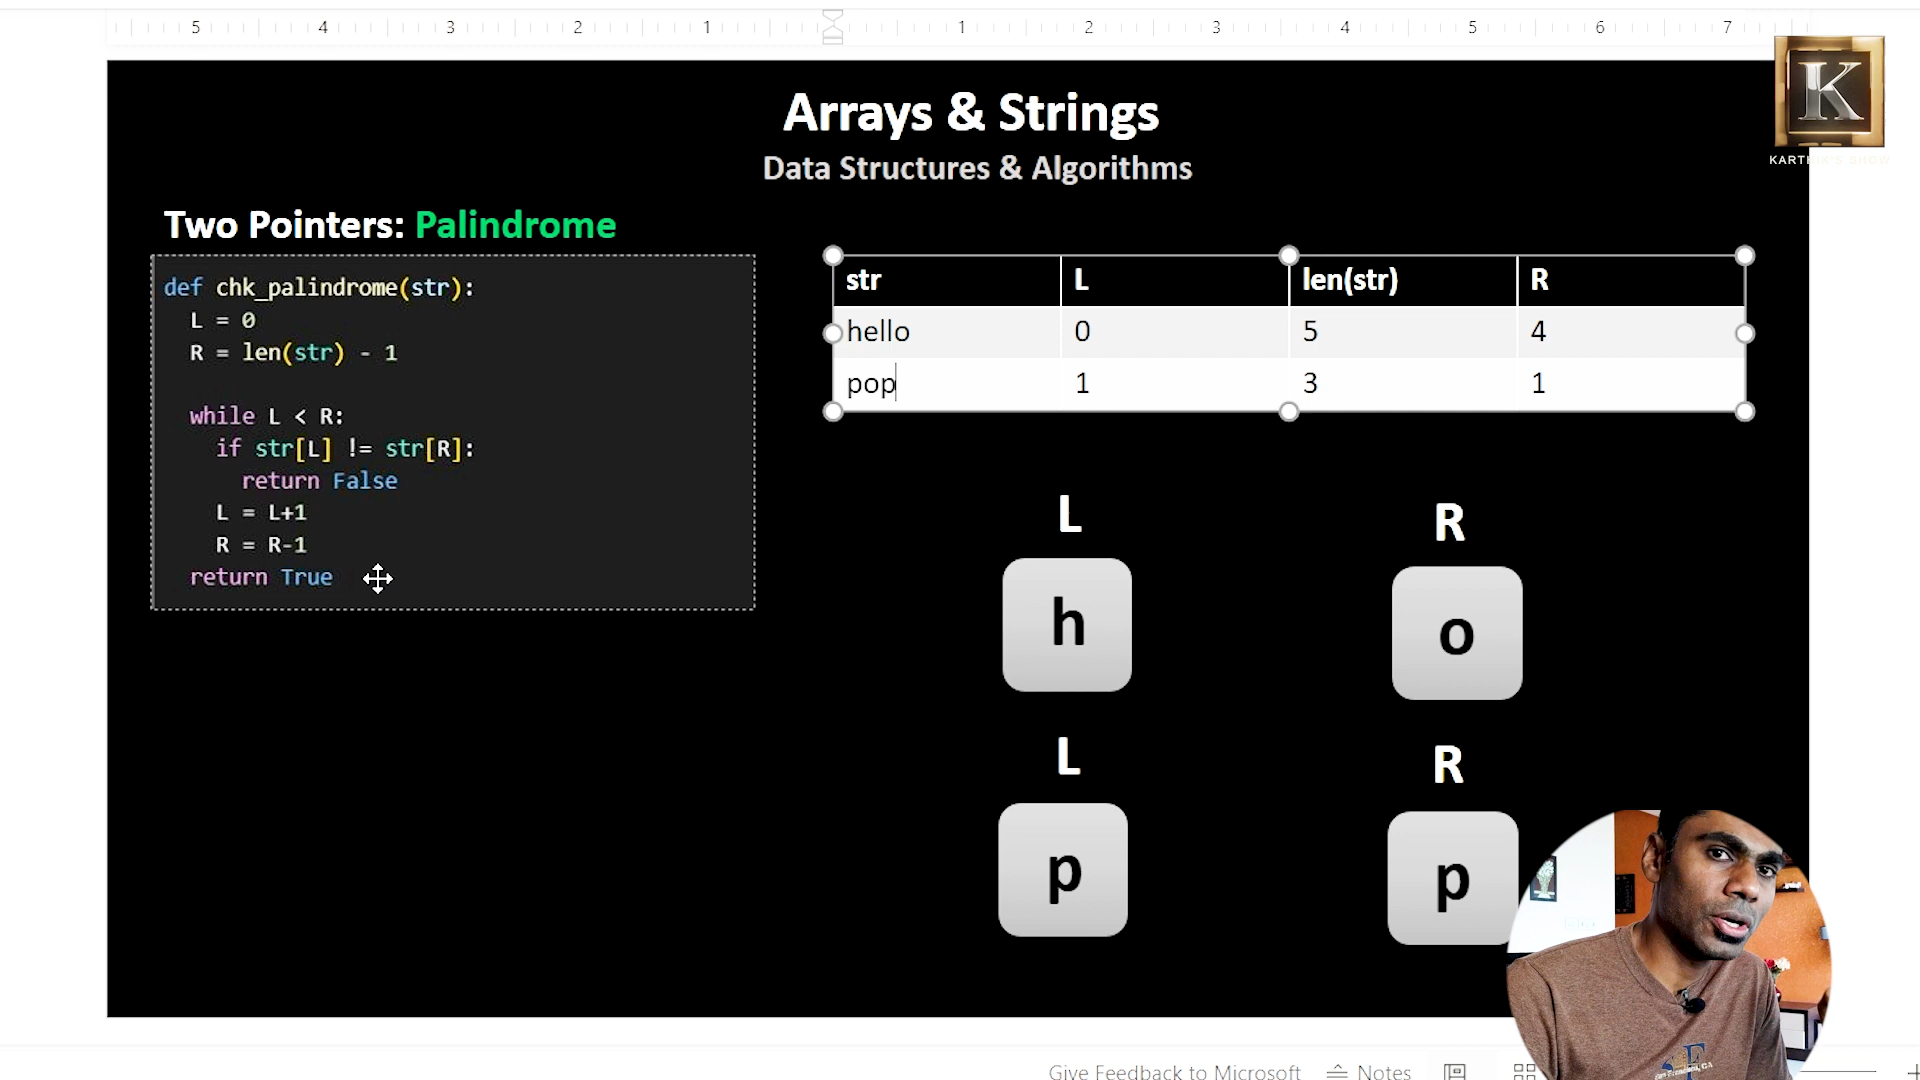 5 4 3 2 1 1 2 3 4 5 6 7
K
Arrays & Strings
Data Structures & Algorithms
Two Pointers: Palindrome
def chk_palindrome(str):
L = 0
R = len(str) - 1
while L < R:
if str[L] != str[R]:
return False
L = L+1
R = R-1
return True
str L len(str) R
hello 0 5 4
pop 1 3 1
L R
h o
L R
p p
Give Feedback to Microsoft Notes